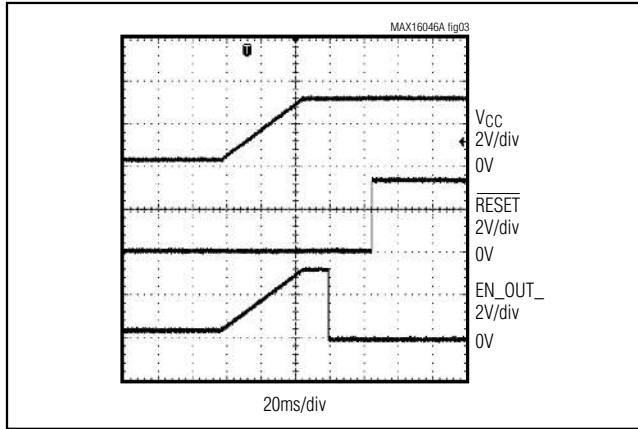 MAX16046A fig03
VCC
2V/div
0V
RESET
2V/div
0V
EN_OUT_
2V/div
0V
20ms/div